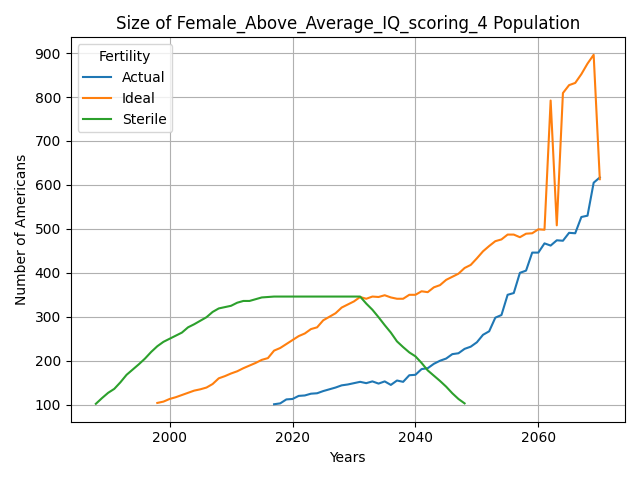 Size of Female_Above_Average_IQ_scoring_4 Population
Fertility
Actual
Ideal
Sterile
Number of Americans
900
800
700
600
500
400
300
200
100
2000
2020
2040
2060
Years